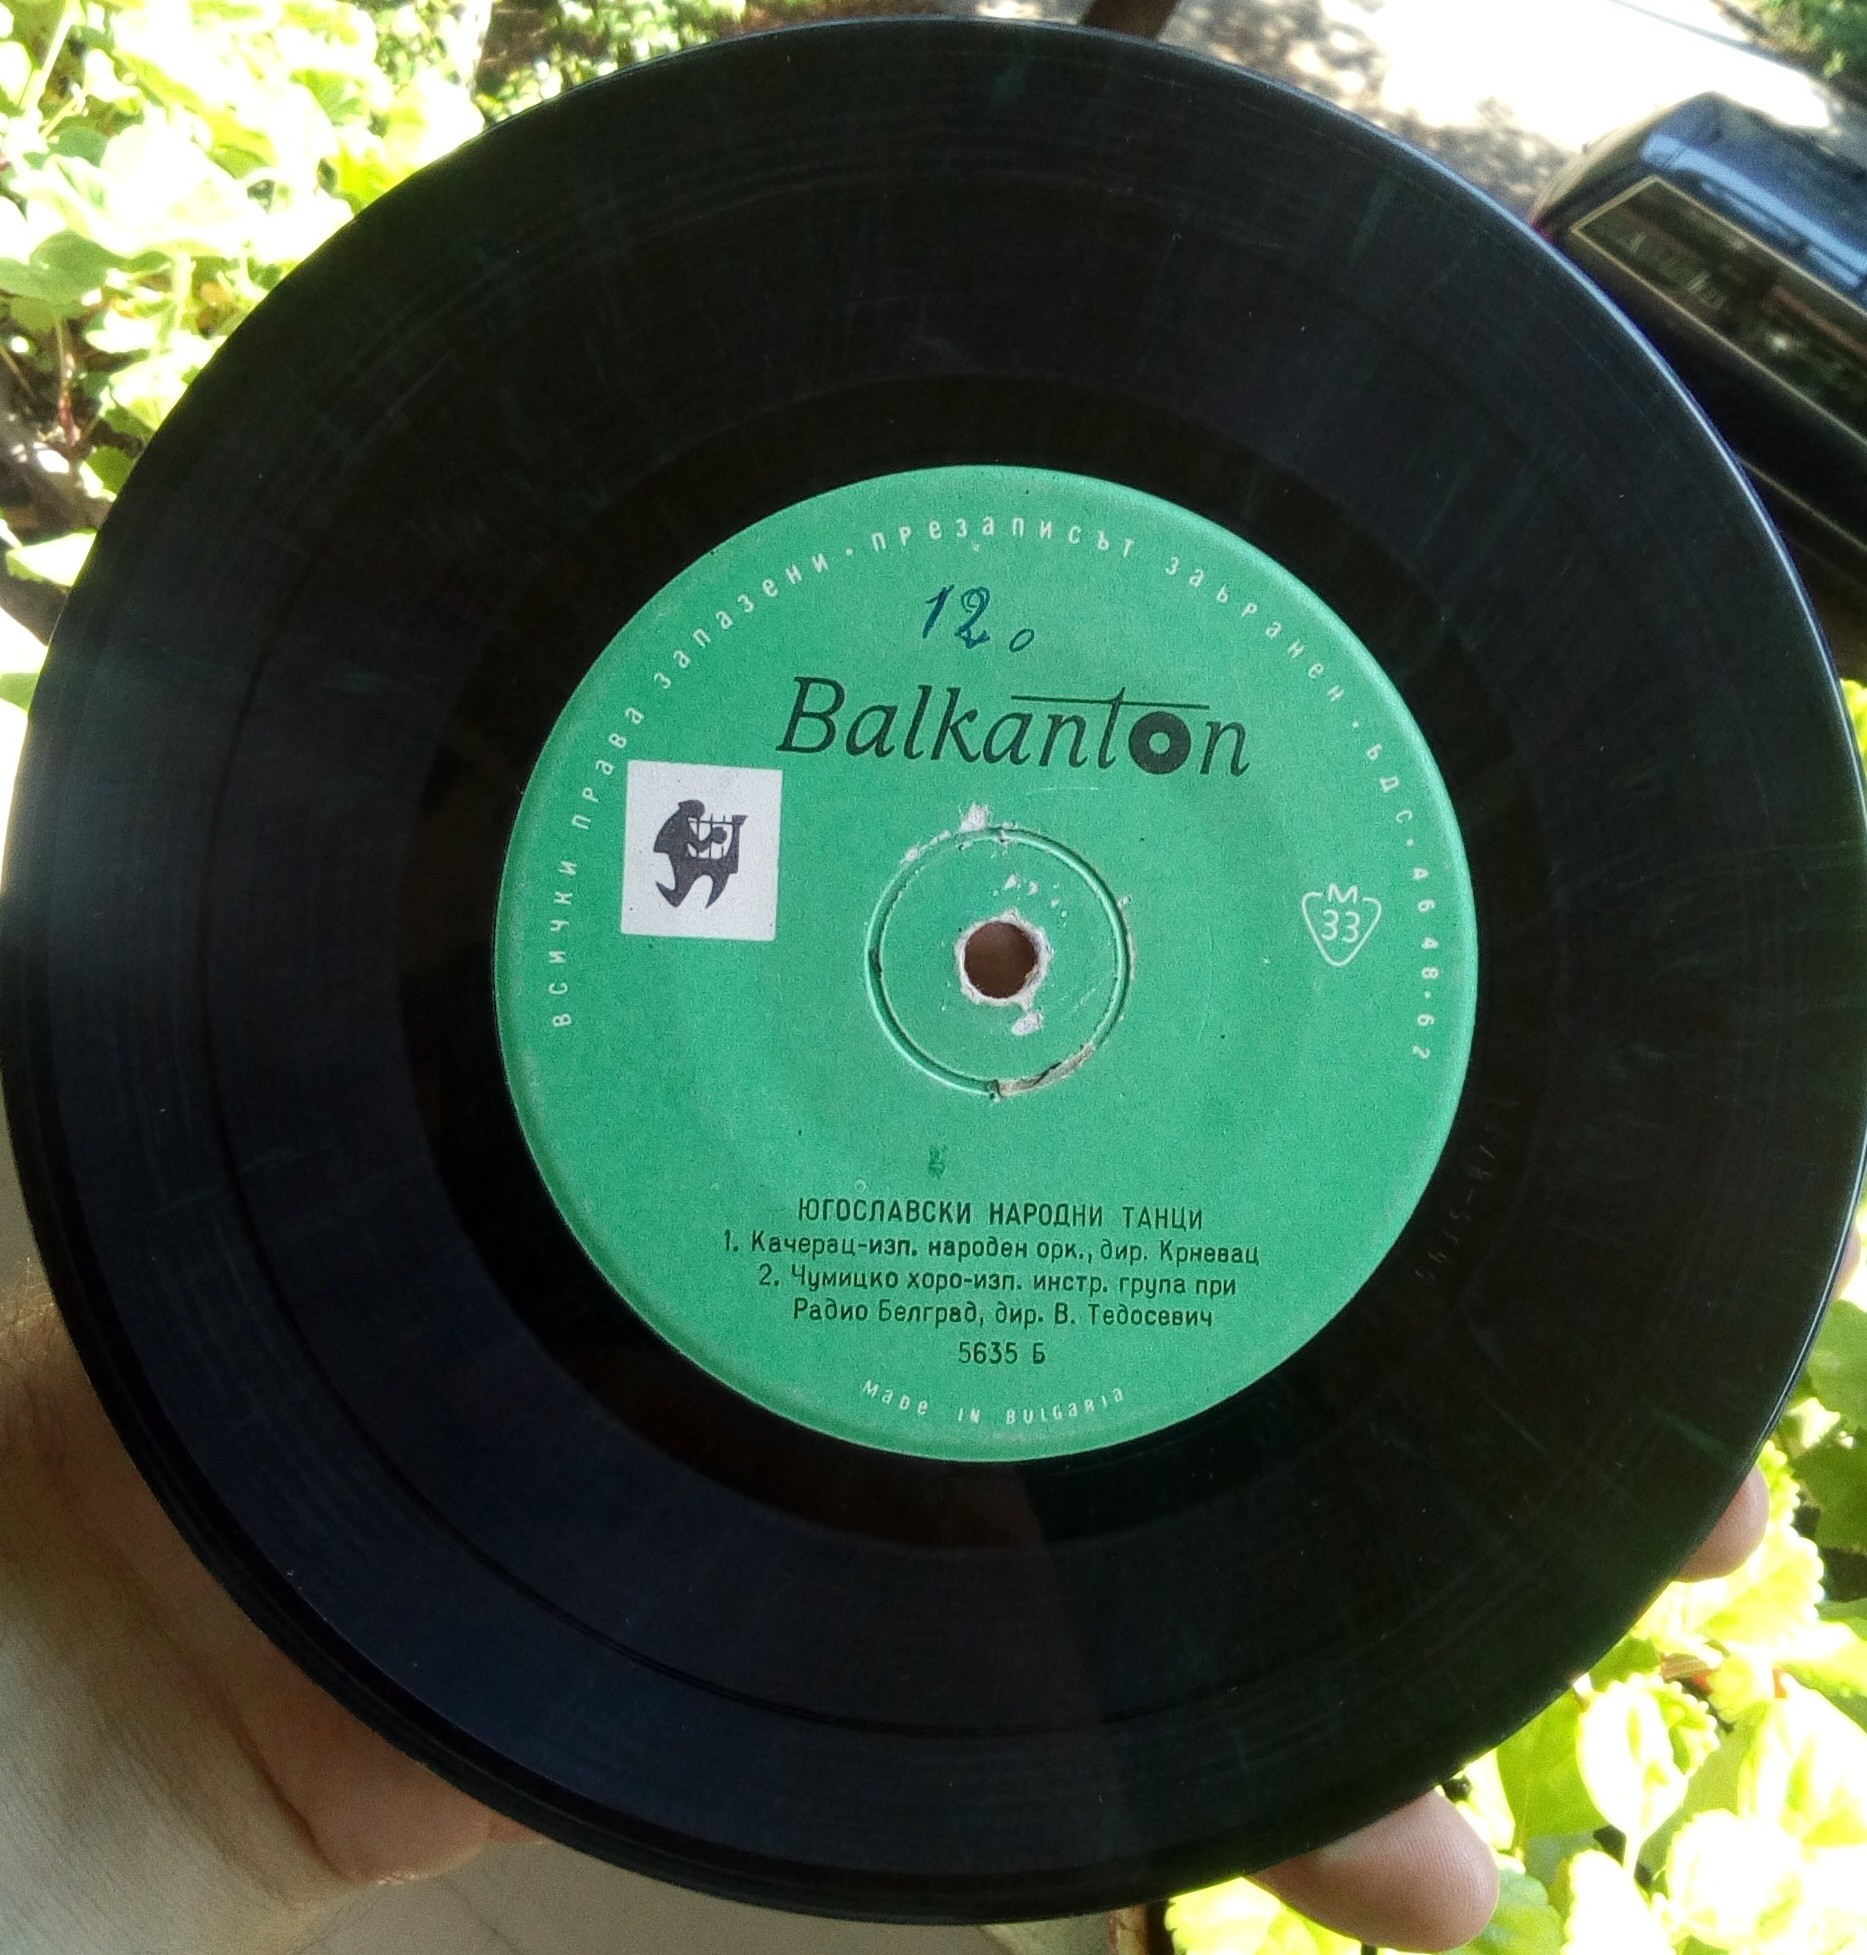 всички права запазени · презаписът забранен · БДС · 4648 · 62
12.
Balkanton
М
33
ЮГОСЛАВСКИ НАРОДНИ ТАНЦИ
1. Качерац-изп. народен орк., дир. Крневац
2. Чумицко хоро-изп. инстр. група при
Радио Белград, дир. В. Тедосевич
5635 Б
MADE IN BULGARIA